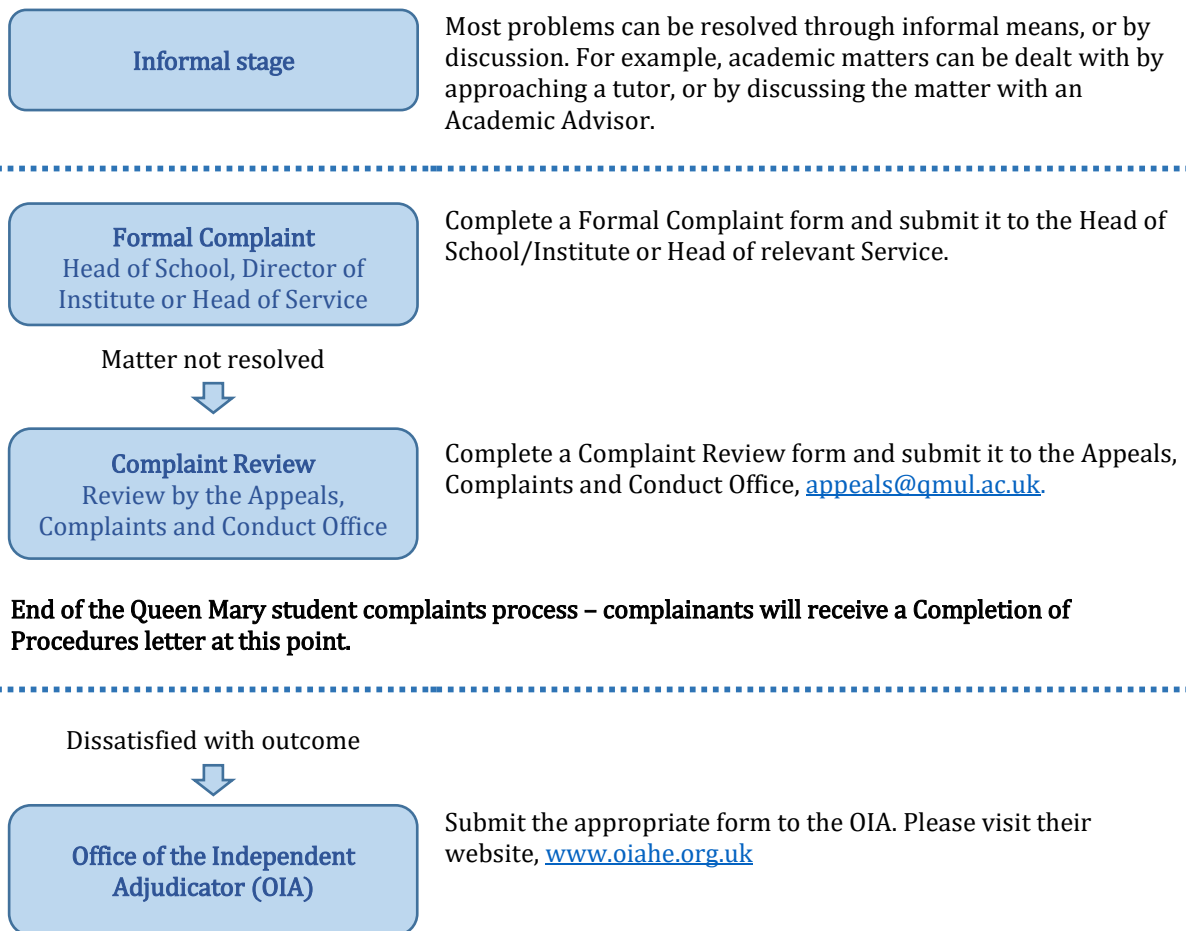 Informal stage
Most problems can be resolved through informal means, or by
discussion. For example, academic matters can be dealt with by
approaching a tutor, or by discussing the matter with an
Academic Advisor.
Formal Complaint
Head of School, Director of
Institute or Head of Service
Complete a Formal Complaint form and submit it to the Head of
School/Institute or Head of relevant Service.
Matter not resolved
Complaint Review
Review by the Appeals,
Complaints and Conduct Office
Complete a Complaint Review form and submit it to the Appeals,
Complaints and Conduct Office, appeals@qmul.ac.uk.
End of the Queen Mary student complaints process – complainants will receive a Completion of
Procedures letter at this point.
Dissatisfied with outcome
Office of the Independent
Adjudicator (OIA)
Submit the appropriate form to the OIA. Please visit their
website, www.oiahe.org.uk